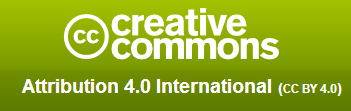 cc creative
commons
Attribution 4.0 International (CC BY 4.0)